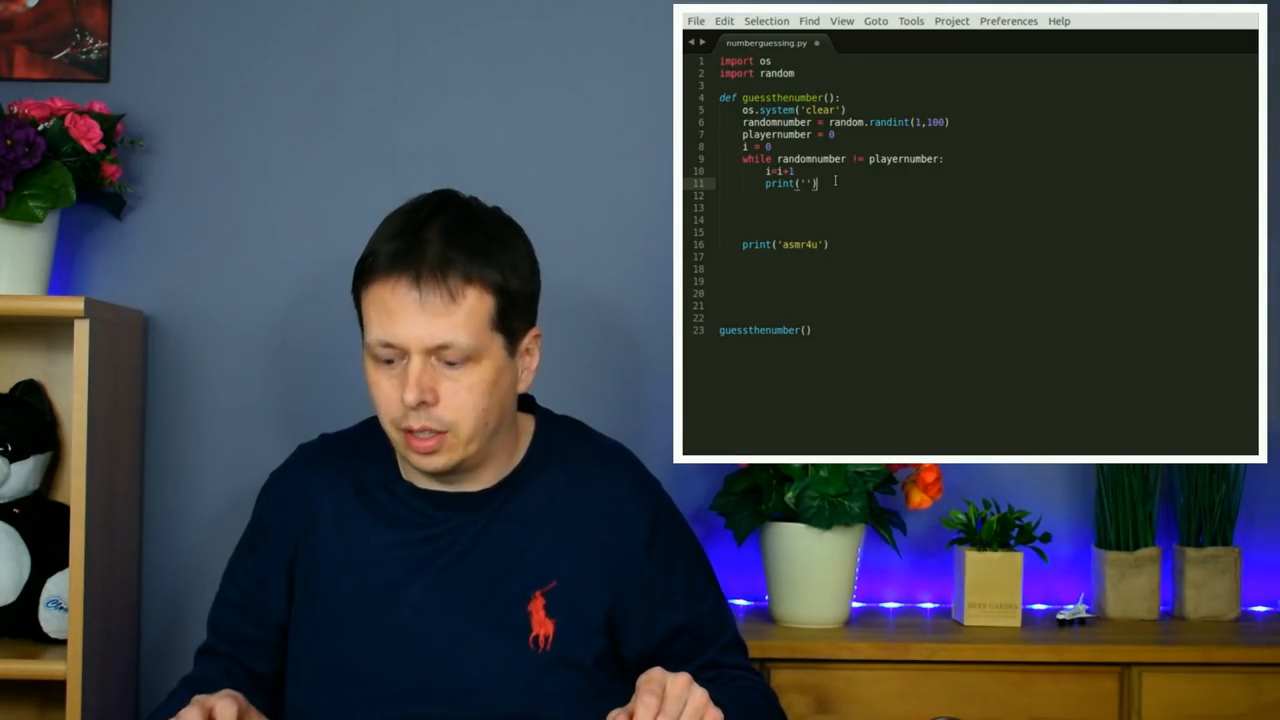 File Edit Selection Find View Goto Tools Project Preferences Help
numberguessing.py
1 import os
2 import random
3
4 def guessthenumber():
5 os.system('clear')
6 randomnumber = random.randint(1,100)
7 playernumber = 0
8 i = 0
9 while randomnumber != playernumber:
10 i=i+1
11 print('')
12
13
14
15
16 print('asmr4u')
17
18
19
20
21
22
23 guessthenumber()
HERB GARDEN